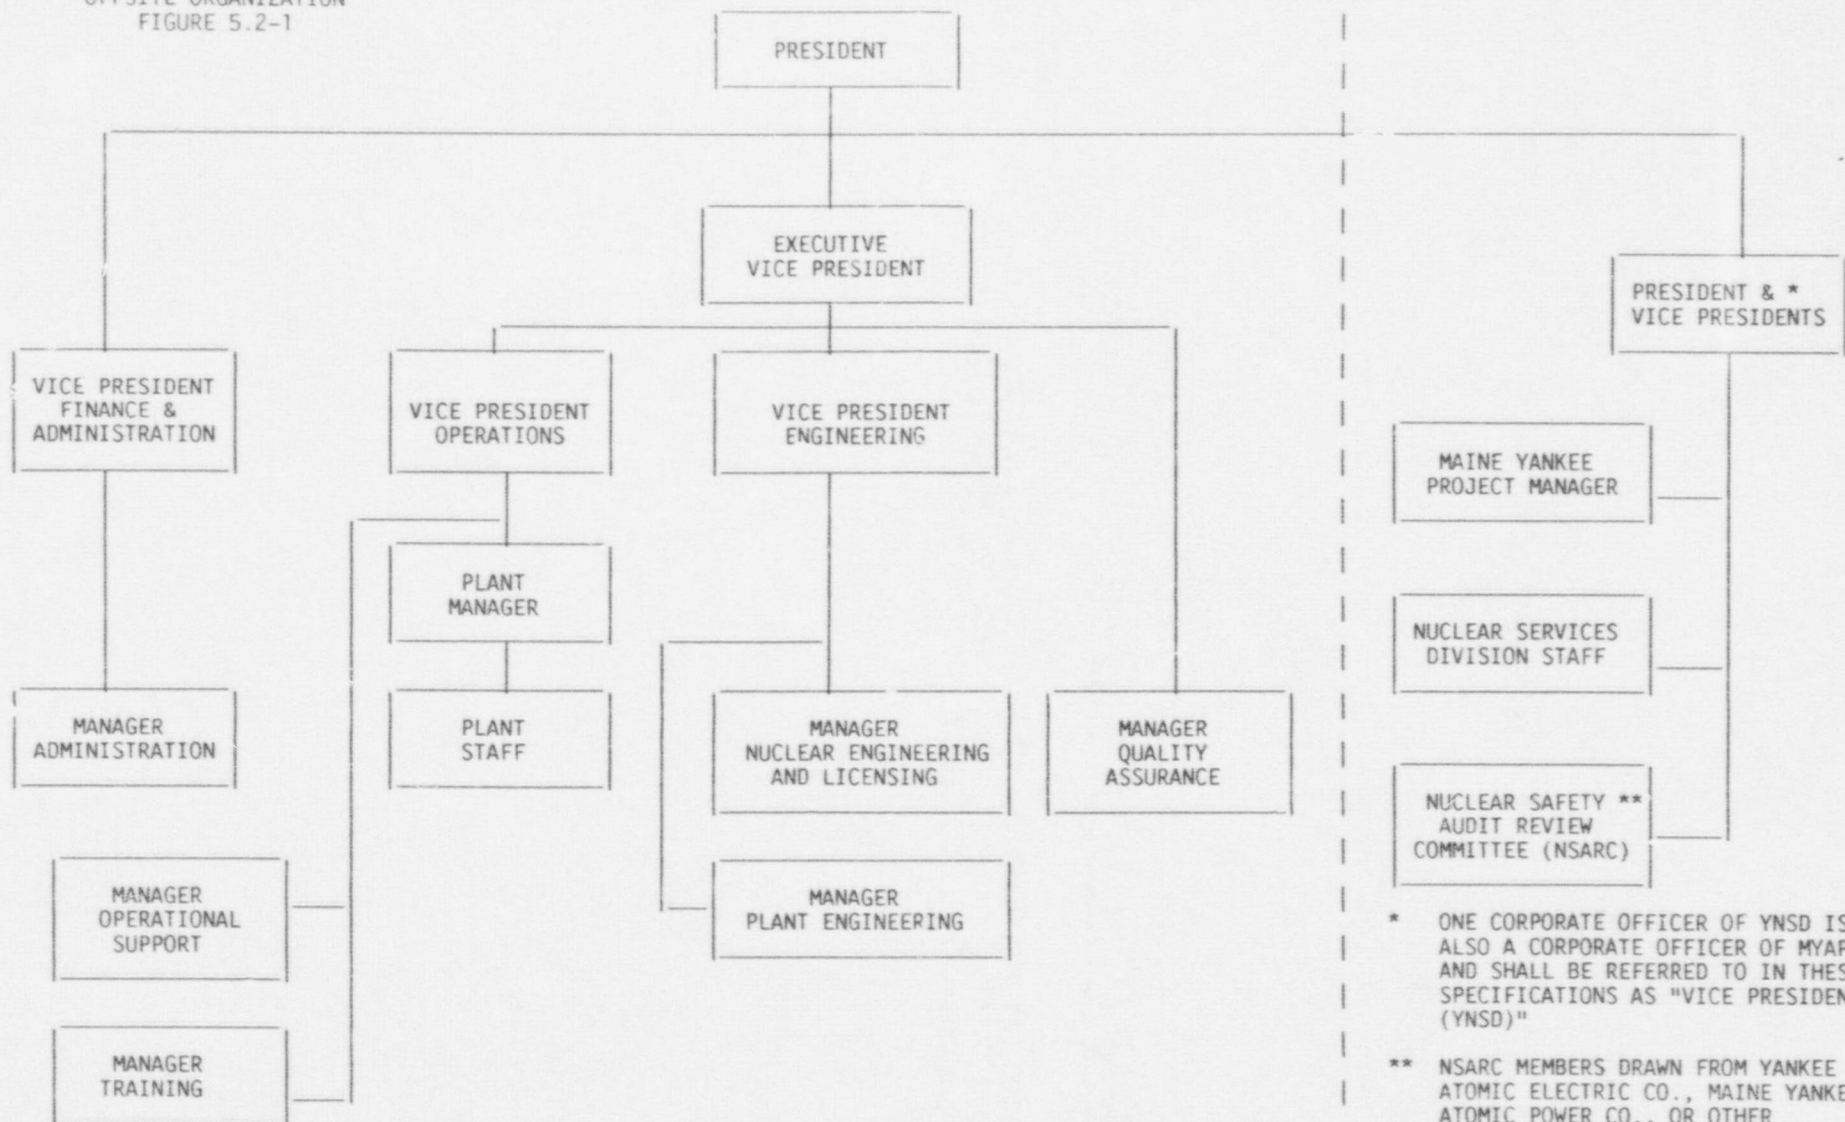 OFFSITE ORGANIZATION
FIGURE 5.2-1
PRESIDENT
EXECUTIVE
VICE PRESIDENT
PRESIDENT & *
VICE PRESIDENTS
VICE PRESIDENT
FINANCE &
ADMINISTRATION
VICE PRESIDENT
OPERATIONS
VICE PRESIDENT
ENGINEERING
MAINE YANKEE
PROJECT MANAGER
PLANT
MANAGER
NUCLEAR SERVICES
DIVISION STAFF
MANAGER
ADMINISTRATION
PLANT
STAFF
MANAGER
NUCLEAR ENGINEERING
AND LICENSING
MANAGER
QUALITY
ASSURANCE
NUCLEAR SAFETY **
AUDIT REVIEW
COMMITTEE (NSARC)
MANAGER
OPERATIONAL
SUPPORT
MANAGER
PLANT ENGINEERING
MANAGER
TRAINING
* ONE CORPORATE OFFICER OF YNSD IS
ALSO A CORPORATE OFFICER OF MYAP
AND SHALL BE REFERRED TO IN THES
SPECIFICATIONS AS "VICE PRESIDEN
(YNSD)"
** NSARC MEMBERS DRAWN FROM YANKEE
ATOMIC ELECTRIC CO., MAINE YANKE
ATOMIC POWER CO., OR OTHER